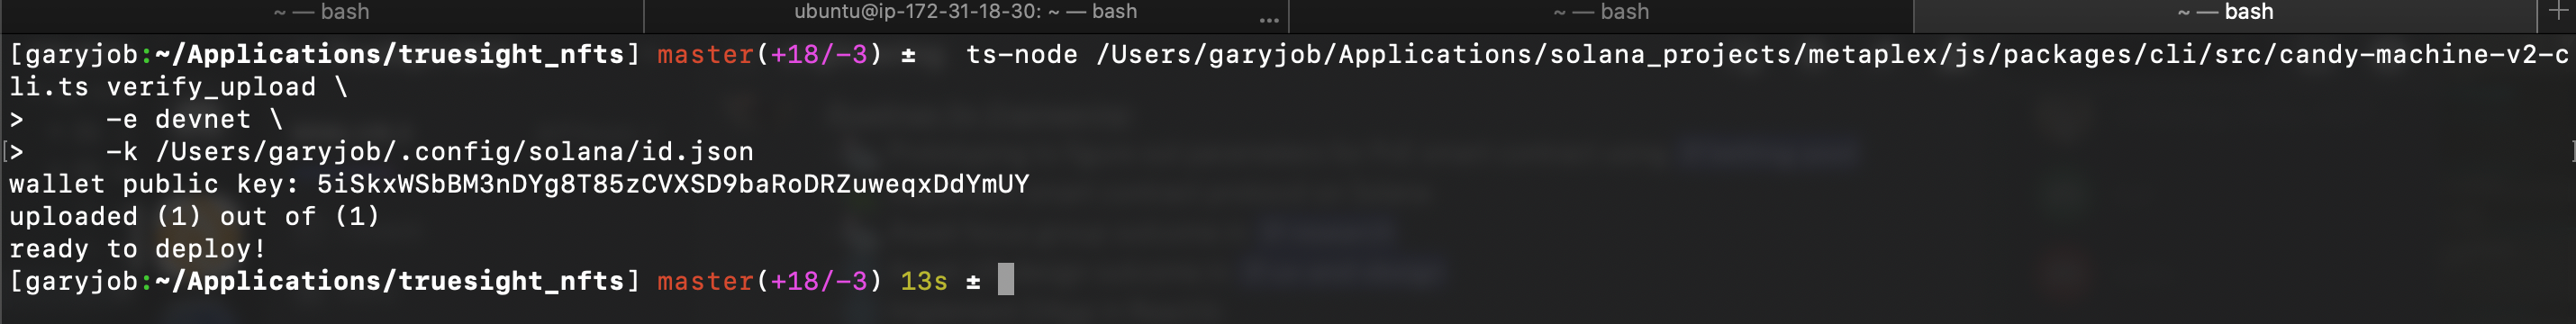 ~ — bash
ubuntu@ip-172-31-18-30: ~ — bash
...
~ — bash
~ — bash
+
[garyjob:~/Applications/truesight_nfts] master(+18/−3) ±   ts-node /Users/garyjob/Applications/solana_projects/metaplex/js/packages/cli/src/candy-machine-v2-c
li.ts verify_upload \
>     -e devnet \
[>     -k /Users/garyjob/.config/solana/id.json ]
wallet public key: 5iSkxWSbBM3nDYg8T85zCVXSD9baRoDRZuweqxDdYmUY
uploaded (1) out of (1)
ready to deploy!
[garyjob:~/Applications/truesight_nfts] master(+18/−3) 13s ±